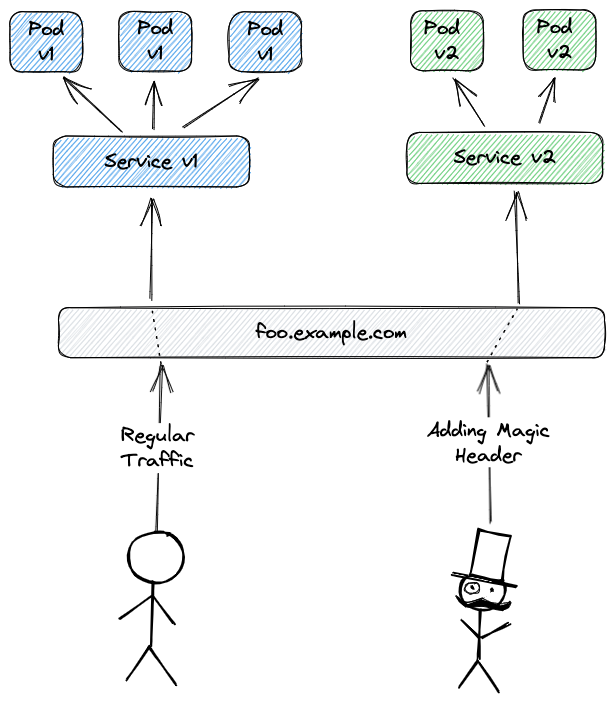 Pod
v1
Pod
v1
Pod
v1
Pod
v2
Pod
v2
Service v1
Service v2
foo.example.com
Regular
Traffic
Adding Magic
Header